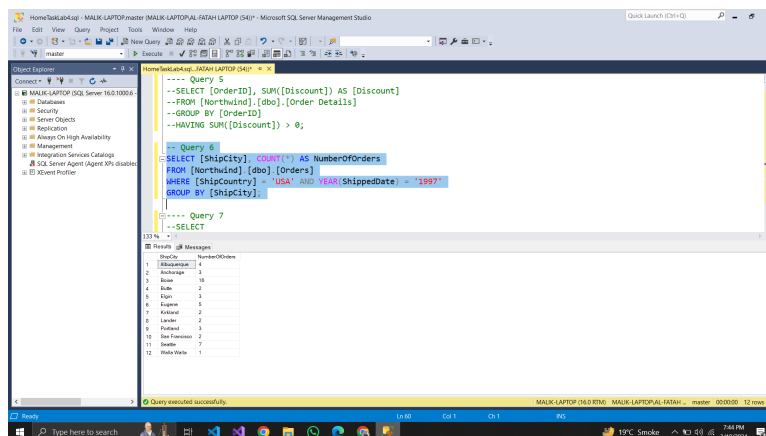 HomeTaskLab4.sql - MALIK-LAPTOP.master (MALIK-LAPTOP\AL-FATAH LAPTOP (54))* - Microsoft SQL Server Management Studio
Quick Launch (Ctrl+Q)
File Edit View Query Project Tools Window Help
New Query
master
Execute
Object Explorer
HomeTaskLab4.sql...FATAH LAPTOP (54))*
Connect
MALIK-LAPTOP (SQL Server 16.0.1000.6 -
Databases
Security
Server Objects
Replication
Always On High Availability
Management
Integration Services Catalogs
SQL Server Agent (Agent XPs disabled
XEvent Profiler
---- Query 5
--SELECT [OrderID], SUM([Discount]) AS [Discount]
--FROM [Northwind].[dbo].[Order Details]
--GROUP BY [OrderID]
--HAVING SUM([Discount]) > 0;
-- Query 6
SELECT [ShipCity], COUNT(*) AS NumberOfOrders
FROM [Northwind].[dbo].[Orders]
WHERE [ShipCountry] = 'USA' AND YEAR(ShippedDate) = '1997'
GROUP BY [ShipCity];
---- Query 7
--SELECT
133 %
Results Messages
ShipCity NumberOfOrders
1 Albuquerque 4
2 Anchorage 3
3 Boise 16
4 Butte 2
5 Elgin 3
6 Eugene 5
7 Kirkland 2
8 Lander 2
9 Portland 3
10 San Francisco 2
11 Seattle 7
12 Walla Walla 1
Query executed successfully.
MALIK-LAPTOP (16.0 RTM) MALIK-LAPTOP\AL-FATAH ... master 00:00:00 12 rows
Ready
Ln 60 Col 1 Ch 1 INS
Type here to search
19°C Smoke
7:44 PM